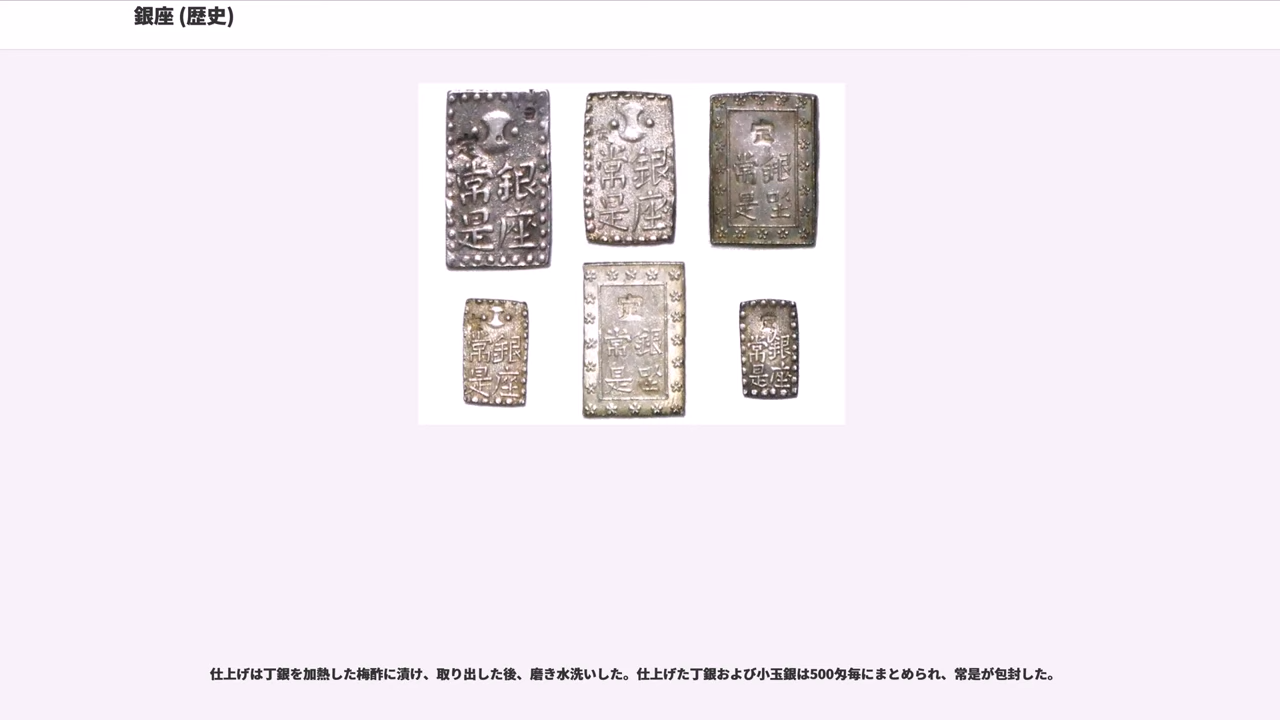 銀座 (歴史)
定
常 銀
是 座
常 銀
是 座
定
常 銀
是 座
常 銀
是 座
定
常 銀
是 座
定
常 銀
是 座
仕上げは丁銀を加熱した梅酢に漬け、取り出した後、磨き水洗いした。仕上げた丁銀および小玉銀は500匁毎にまとめられ、常是が包封した。